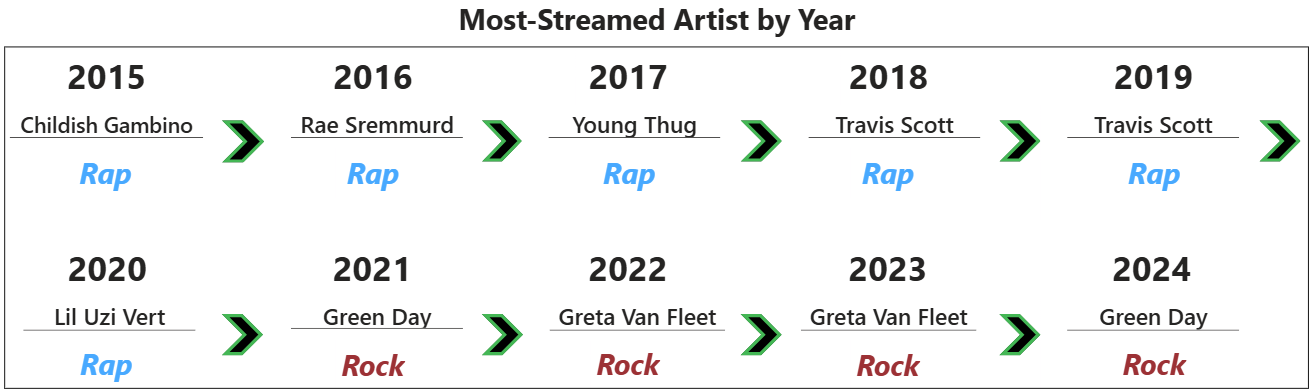 Most-Streamed Artist by Year
2015 2016 2017 2018 2019
Childish Gambino Rae Sremmurd Young Thug Travis Scott Travis Scott
Rap Rap Rap Rap Rap
2020 2021 2022 2023 2024
Lil Uzi Vert Green Day Greta Van Fleet Greta Van Fleet Green Day
Rap Rock Rock Rock Rock